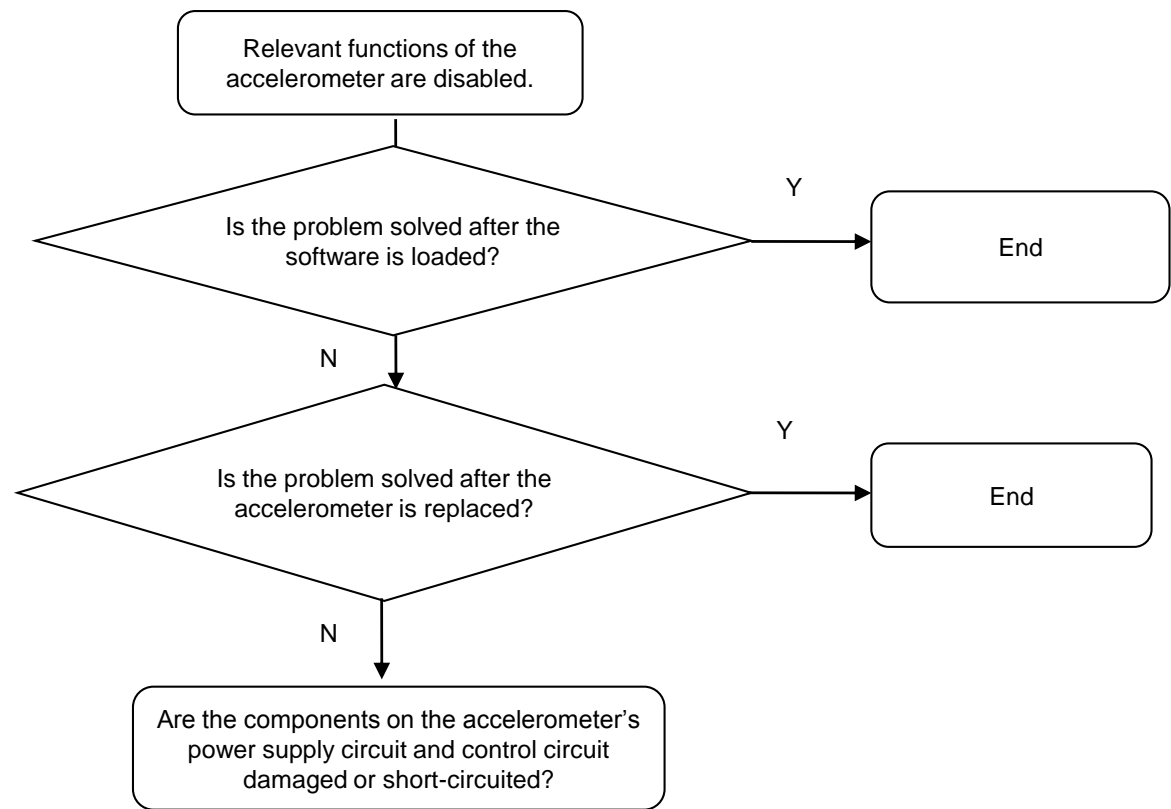 Relevant functions of the
accelerometer are disabled.
Y
Is the problem solved after the
software is loaded?
End
N
Y
Is the problem solved after the
accelerometer is replaced?
End
N
Are the components on the accelerometer’s
power supply circuit and control circuit
damaged or short-circuited?